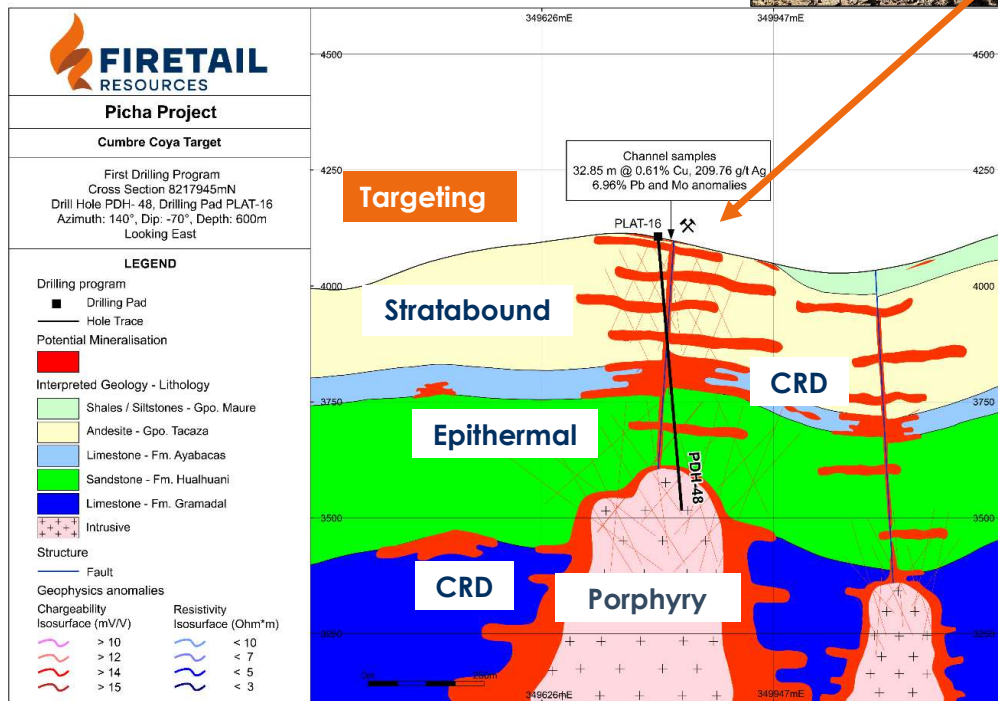 FIRETAIL
RESOURCES
Picha Project
Cumbre Coya Target
First Drilling Program
Cross Section 8217945mN
Drill Hole PDH- 48, Drilling Pad PLAT-16
Azimuth: 140°, Dip: -70°, Depth: 600m
Looking East
LEGEND
Drilling program
Drilling Pad
Hole Trace
Potential Mineralisation
Interpreted Geology - Lithology
Shales / Siltstones - Gpo. Maure
Andesite - Gpo. Tacaza
Limestone - Fm. Ayabacas
Sandstone - Fm. Hualhuani
Limestone - Fm. Gramadal
Intrusive
Structure
Fault
Geophysics anomalies
Chargeability Resistivity
Isosurface (mV/V) Isosurface (Ohm*m)
> 10 < 10
> 12 < 7
> 14 < 5
> 15 < 3
349626mE 349947mE
4500 4500
4250 4250
Channel samples
32.85 m @ 0.61% Cu, 209.76 g/t Ag
6.96% Pb and Mo anomalies
Targeting
PLAT-16
4000 4000
Stratabound
CRD
3750 3750
Epithermal
PDH-48
3500 3500
CRD
Porphyry
3250 3250
349626mE 349947mE